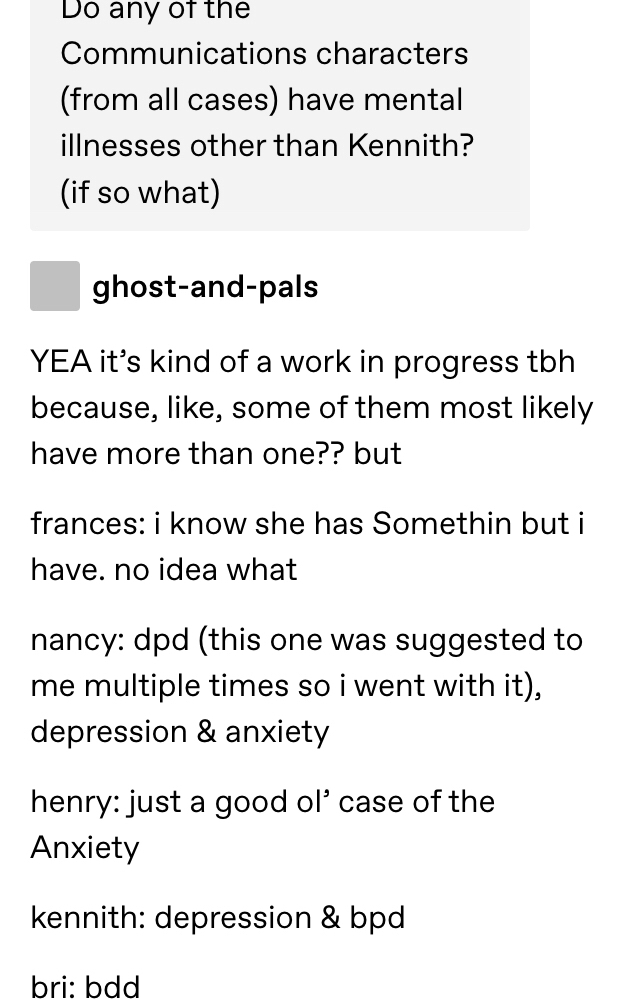 Do any of the
Communications characters
(from all cases) have mental
illnesses other than Kennith?
(if so what)
ghost-and-pals
YEA it’s kind of a work in progress tbh
because, like, some of them most likely
have more than one?? but
frances: i know she has Somethin but i
have. no idea what
nancy: dpd (this one was suggested to
me multiple times so i went with it),
depression & anxiety
henry: just a good ol’ case of the
Anxiety
kennith: depression & bpd
bri: bdd